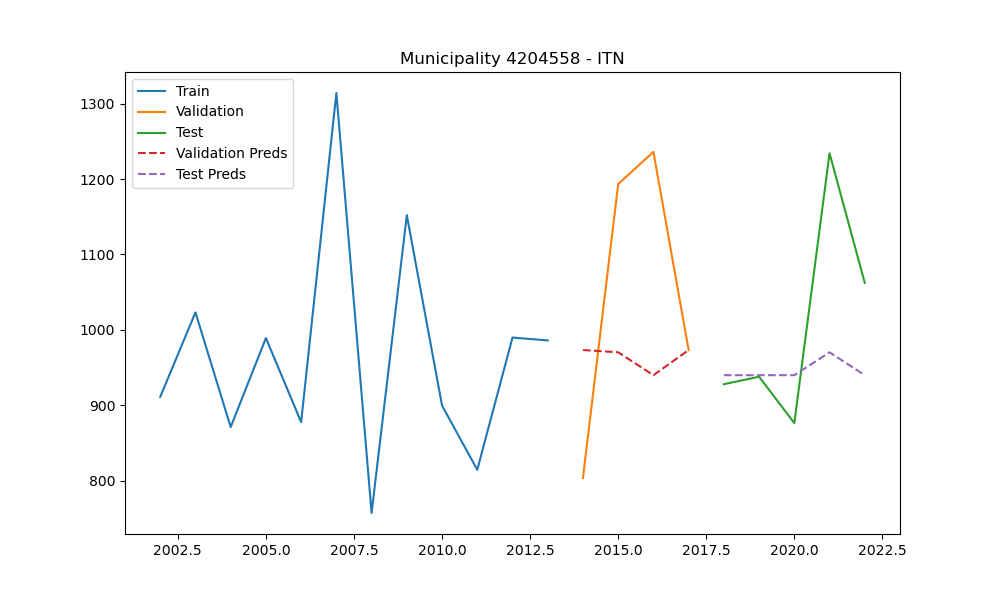 Municipality 4204558 - ITN
Train
Validation
Test
Validation Preds
Test Preds
1300
1200
1100
1000
900
800
2002.5 2005.0 2007.5 2010.0 2012.5 2015.0 2017.5 2020.0 2022.5